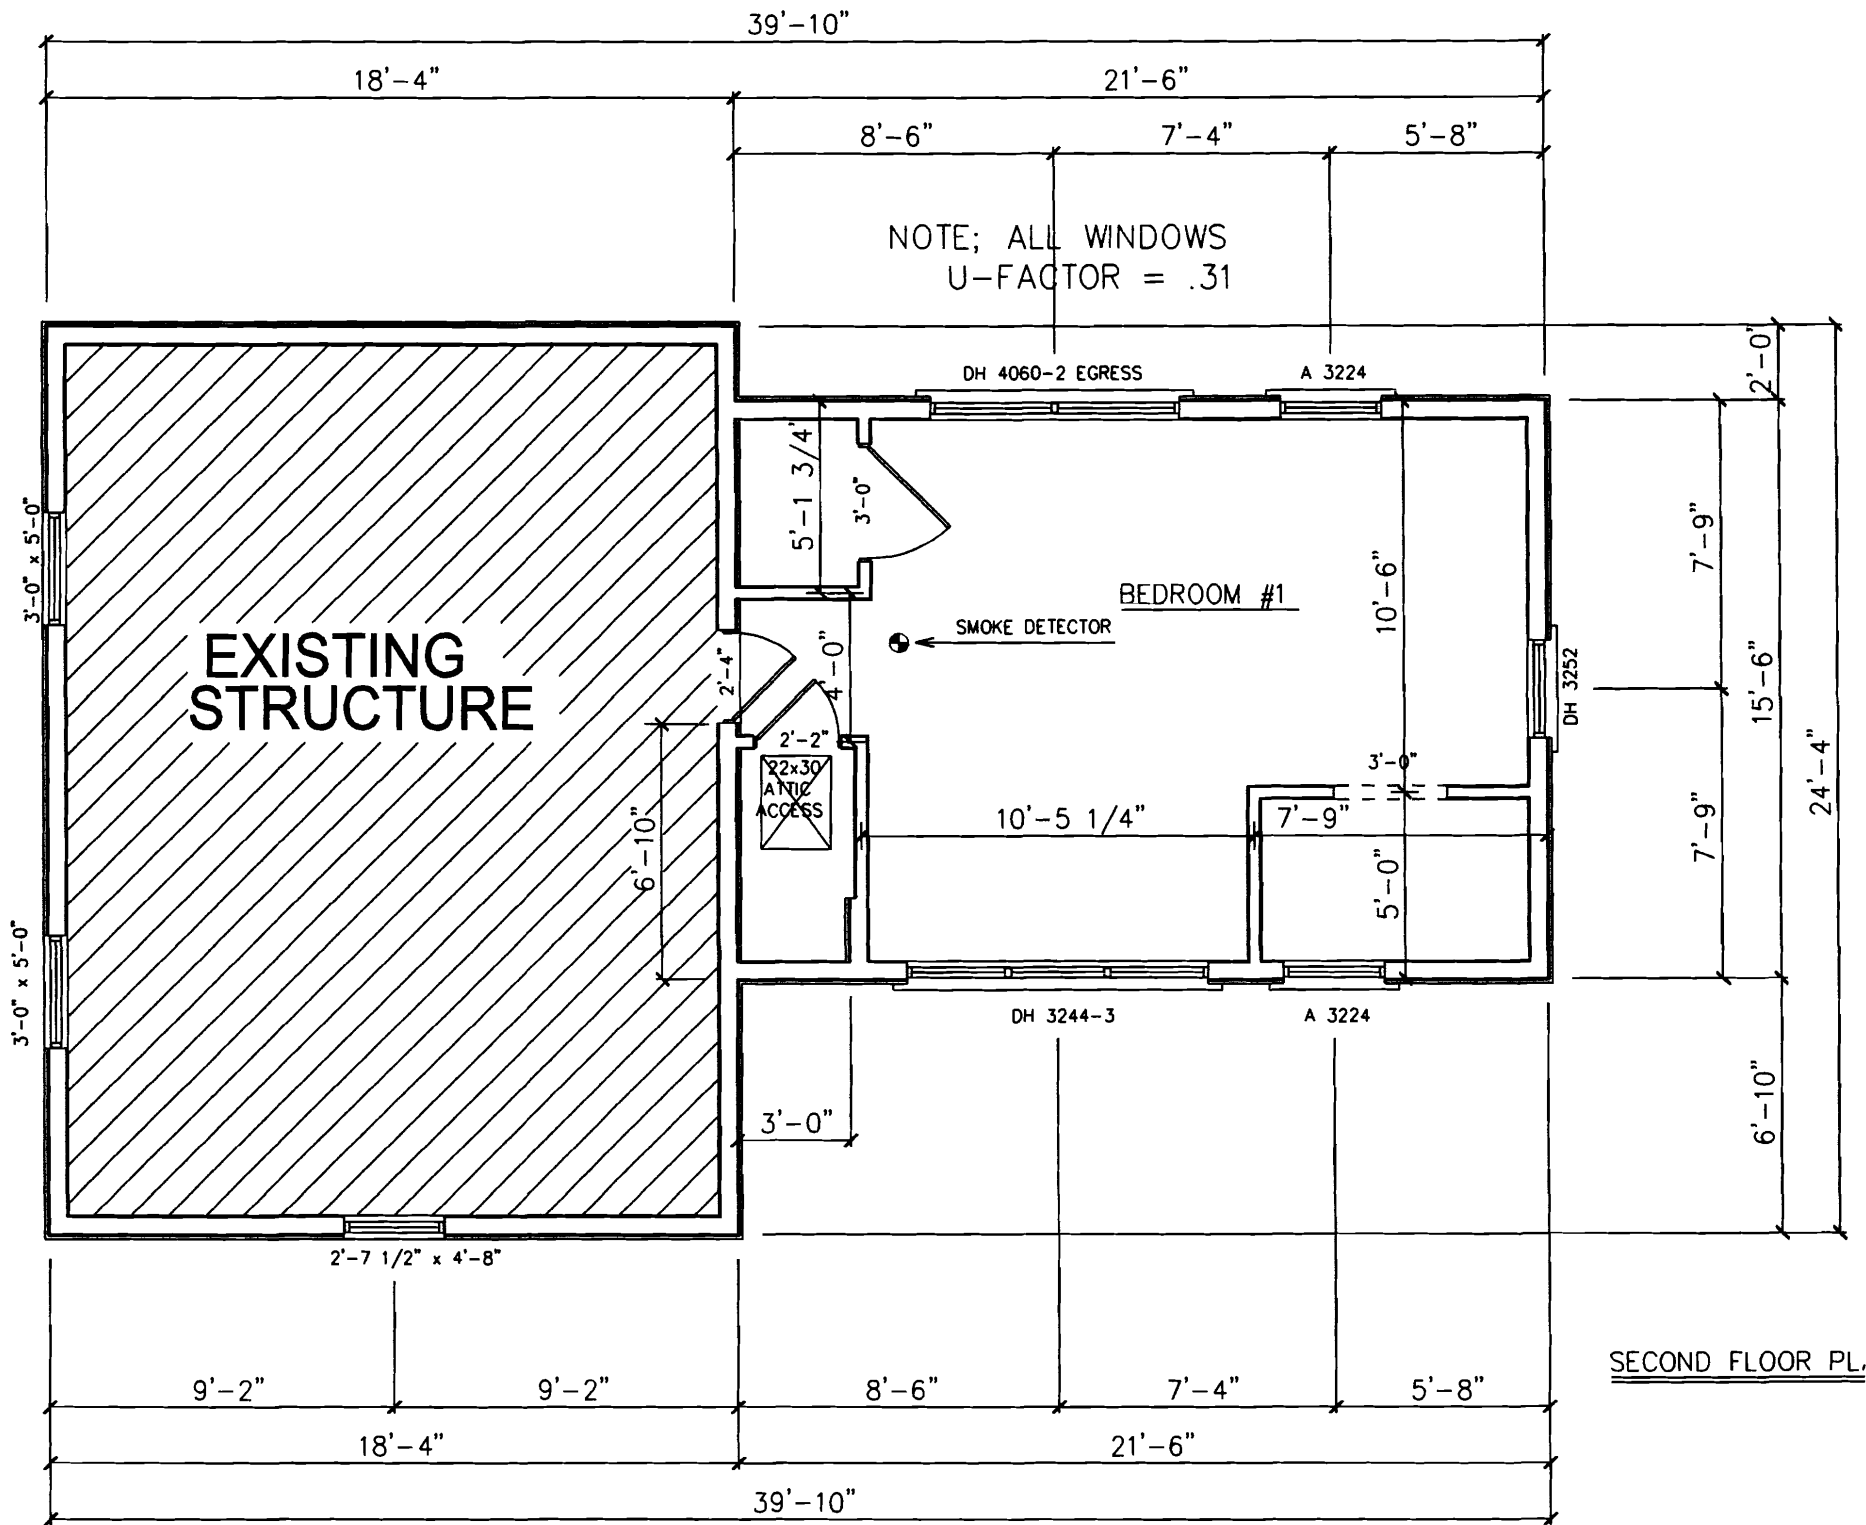 39'-10"
18'-4"
21'-6"
8'-6"
7'-4"
5'-8"
NOTE; ALL WINDOWS
U-FACTOR = .31
2'-0"
DH 4060-2 EGRESS
A 3224
5'-1 3/4"
3'-0"
3'-0" x 5'-0"
7'-9"
10'-6"
BEDROOM #1
SMOKE DETECTOR
EXISTING
STRUCTURE
2'-4"
4'-0"
DH 3252
15'-6"
24'-4"
2'-2"
22x30
ATTIC
ACCESS
3'-0"
10'-5 1/4"
7'-9"
7'-9"
6'-10"
5'-0"
3'-0" x 5'-0"
DH 3244-3
A 3224
3'-0"
6'-10"
2'-7 1/2" x 4'-8"
SECOND FLOOR PL
9'-2"
9'-2"
8'-6"
7'-4"
5'-8"
18'-4"
21'-6"
39'-10"